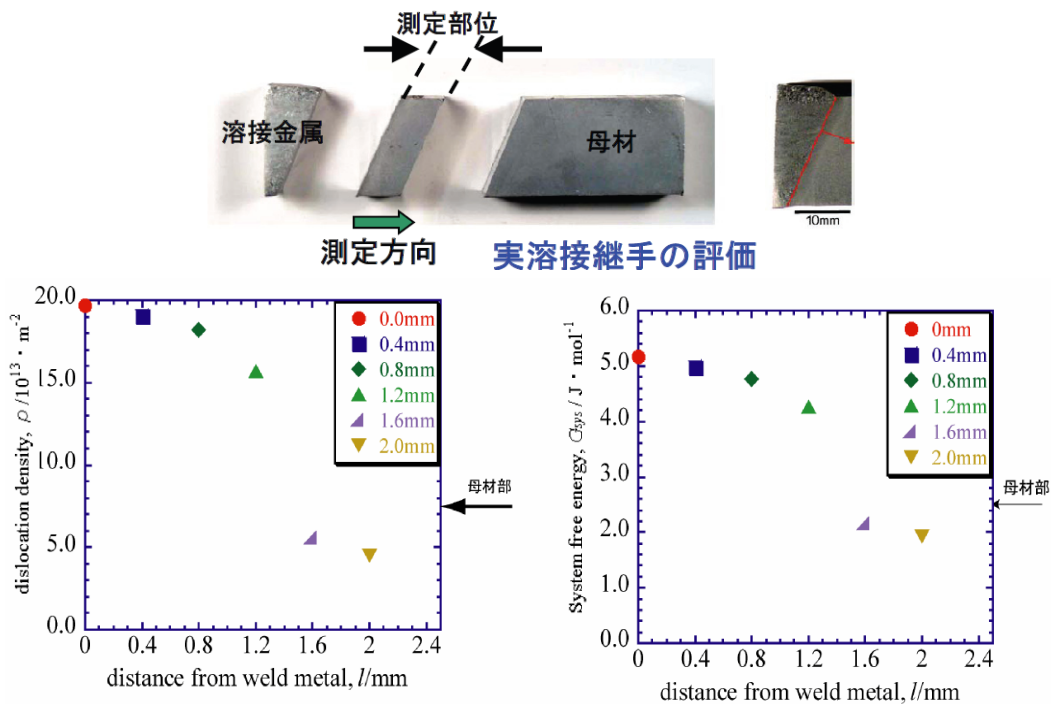 測定部位
溶接金属
母材
10mm
測定方向
実溶接継手の評価
dislocation density, ρ/10¹³・m⁻²
20.0
15.0
10.0
5.0
0.0
0
0.4
0.8
1.2
1.6
2
2.4
distance from weld metal, l/mm
0.0mm
0.4mm
0.8mm
1.2mm
1.6mm
2.0mm
母材部
System free energy, Gsys / J・mol⁻¹
6.0
5.0
4.0
3.0
2.0
1.0
0.0
0
0.4
0.8
1.2
1.6
2
2.4
distance from weld metal, l/mm
0mm
0.4mm
0.8mm
1.2mm
1.6mm
2.0mm
母材部